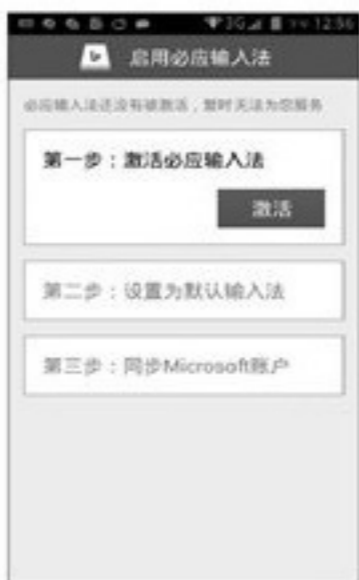 3G 12:56
启用必应输入法
必应输入法还没有被激活，暂时无法为您服务
第一步：激活必应输入法
激活
第二步：设置为默认输入法
第三步：同步Microsoft账户